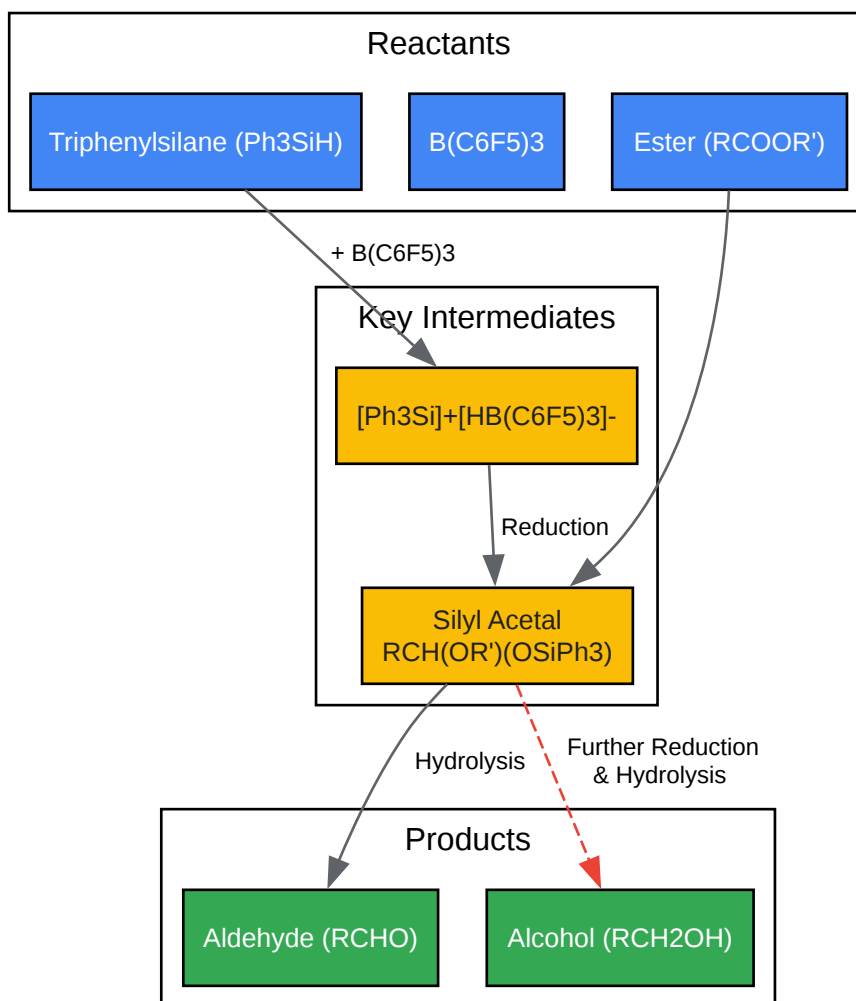 Reactants
Triphenylsilane (Ph3SiH)
B(C6F5)3
Ester (RCOOR')
+ B(C6F5)3
Key Intermediates
[Ph3Si]+[HB(C6F5)3]-
Reduction
Silyl Acetal
RCH(OR')(OSiPh3)
Hydrolysis
Further Reduction
& Hydrolysis
Products
Aldehyde (RCHO)
Alcohol (RCH2OH)